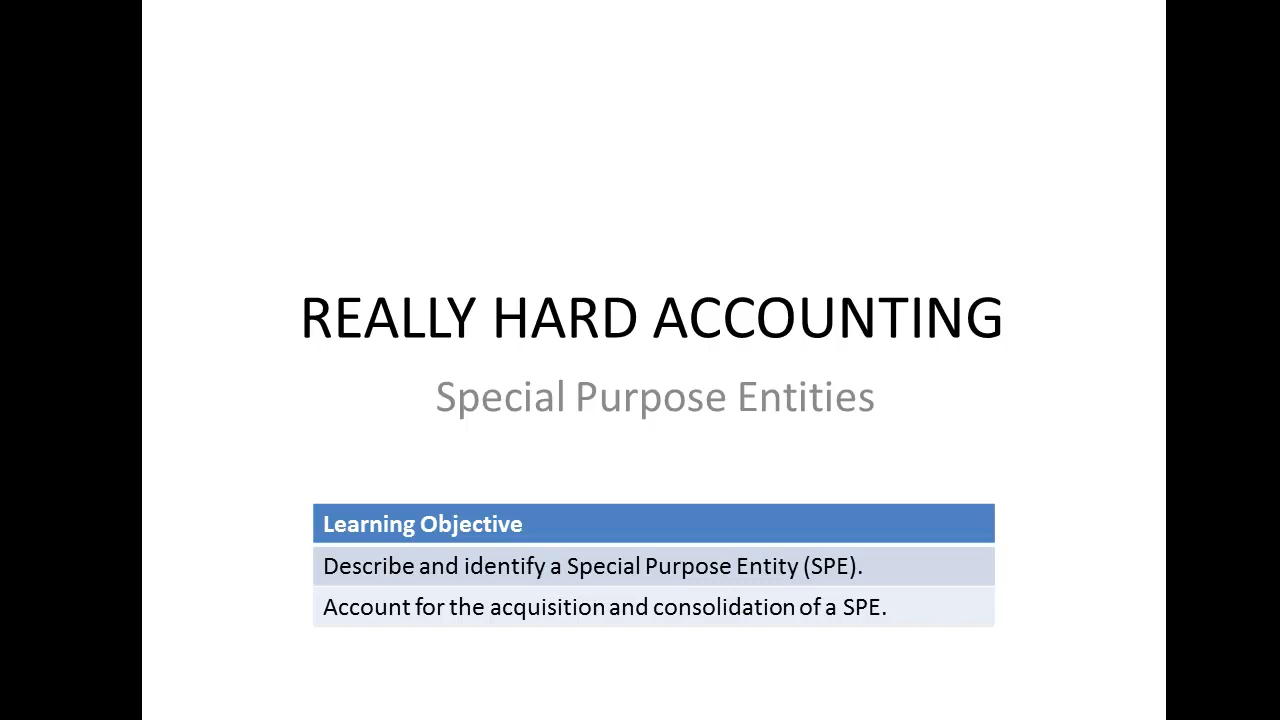 REALLY HARD ACCOUNTING
Special Purpose Entities
Learning Objective
Describe and identify a Special Purpose Entity (SPE).
Account for the acquisition and consolidation of a SPE.